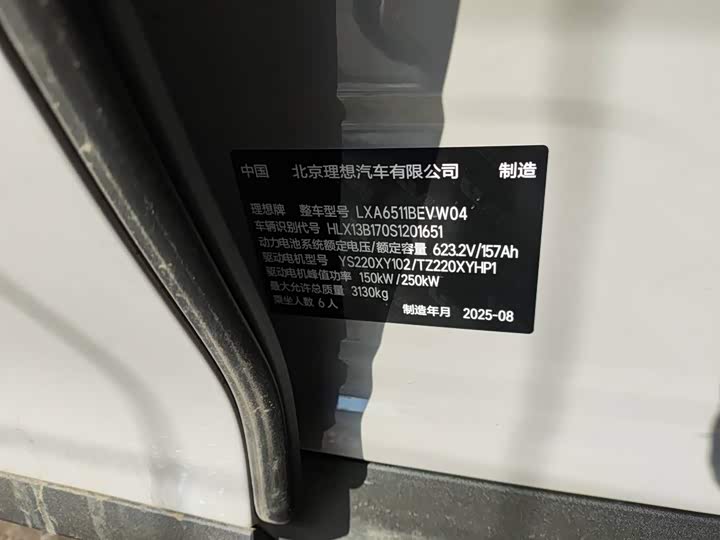 中国 北京理想汽车有限公司 制造
理想牌 整车型号 LXA6511BEVW04
车辆识别代号 HLX13B170S1201651
动力电池系统额定电压/额定容量 623.2V/157Ah
驱动电机型号 YS220XY102/TZ220XYHP1
驱动电机峰值功率 150kW/250kW
最大允许总质量 3130kg
乘坐人数 6人 制造年月 2025-08